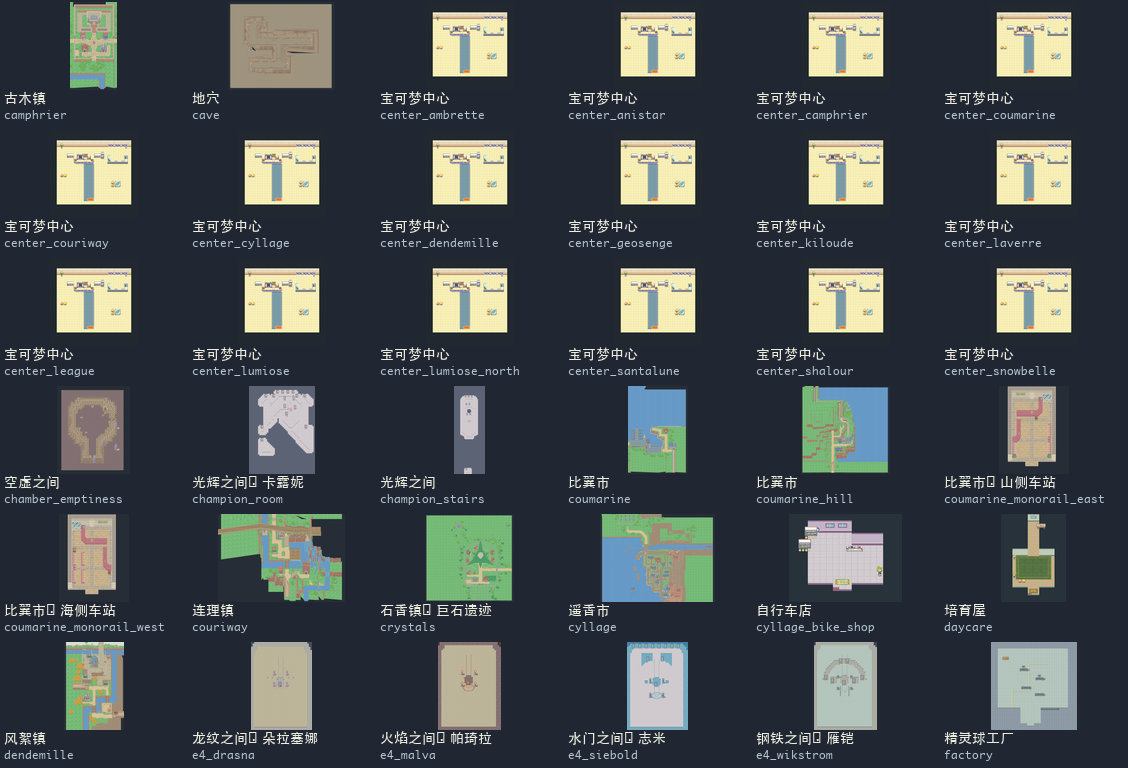 古木镇
camphrier
地穴
cave
宝可梦中心
center_ambrette
宝可梦中心
center_anistar
宝可梦中心
center_camphrier
宝可梦中心
center_coumarine
宝可梦中心
center_couriway
宝可梦中心
center_cyllage
宝可梦中心
center_dendemille
宝可梦中心
center_geosenge
宝可梦中心
center_kiloude
宝可梦中心
center_laverre
宝可梦中心
center_league
宝可梦中心
center_lumiose
宝可梦中心
center_lumiose_north
宝可梦中心
center_santalune
宝可梦中心
center_shalour
宝可梦中心
center_snowbelle
空虚之间
chamber_emptiness
光辉之间 卡露妮
champion_room
光辉之间
champion_stairs
比翼市
coumarine
比翼市
coumarine_hill
比翼市 山侧车站
coumarine_monorail_east
比翼市 海侧车站
coumarine_monorail_west
连理镇
couriway
石香镇 巨石遗迹
crystals
遥香市
cyllage
自行车店
cyllage_bike_shop
培育屋
daycare
风絮镇
dendemille
龙纹之间 朵拉塞娜
e4_drasna
火焰之间 帕琦拉
e4_malva
水门之间 志米
e4_siebold
钢铁之间 雁铠
e4_wikstrom
精灵球工厂
factory